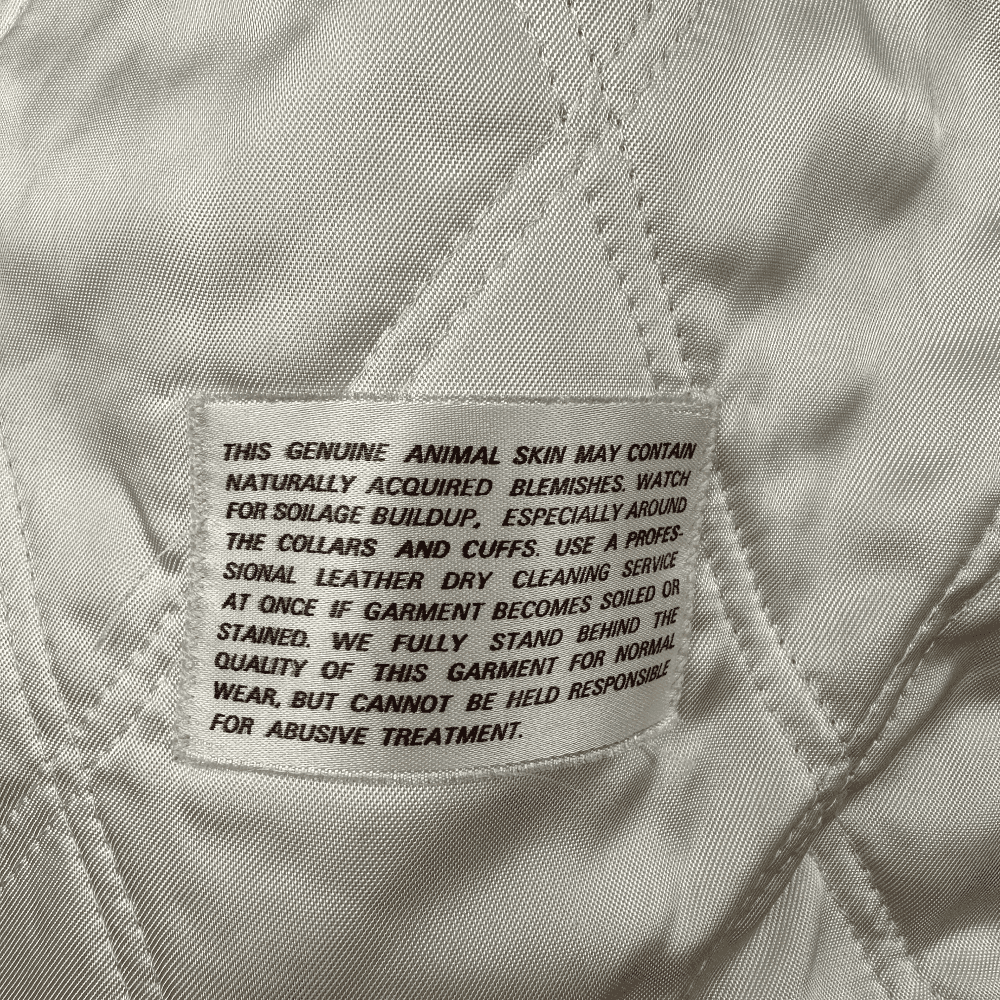 THIS GENUINE ANIMAL SKIN MAY CONTAIN
NATURALLY ACQUIRED BLEMISHES. WATCH
FOR SOILAGE BUILDUP, ESPECIALLY AROUND
THE COLLARS AND CUFFS. USE A PROFES-
SIONAL LEATHER DRY CLEANING SERVICE
AT ONCE IF GARMENT BECOMES SOILED OR
STAINED. WE FULLY STAND BEHIND THE
QUALITY OF THIS GARMENT FOR NORMAL
WEAR, BUT CANNOT BE HELD RESPONSIBLE
FOR ABUSIVE TREATMENT.